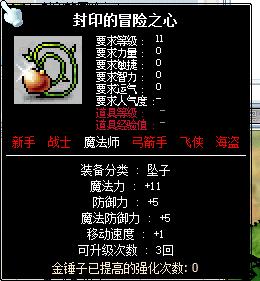 封印的冒险之心
要求等级： 11
要求力量： 0
要求敏捷： 0
要求智力： 0
要求运气： 0
要求人气度： -
道具等级： -
道具经验值： -
新手 战士 魔法师 弓箭手 飞侠 海盗
装备分类 ： 坠子
魔法力 ： +11
防御力 ： +5
魔法防御力 ： +5
移动速度 ： +1
可升级次数 ： 3回
金锤子已提高的强化次数: 0